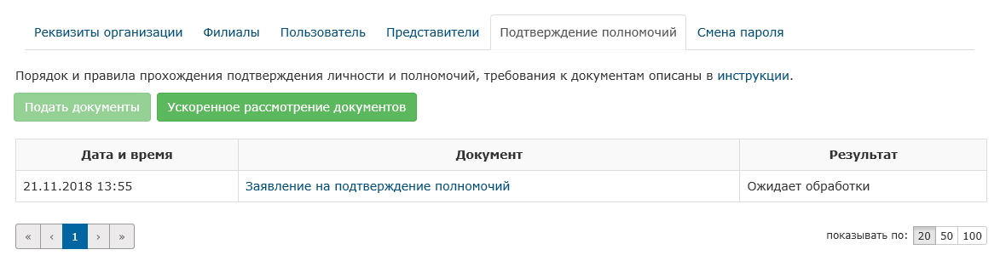 Реквизиты организации Филиалы Пользователь Представители Подтверждение полномочий Смена пароля
Порядок и правила прохождения подтверждения личности и полномочий, требования к документам описаны в инструкции.
Подать документы Ускоренное рассмотрение документов
Дата и время Документ Результат
21.11.2018 13:55 Заявление на подтверждение полномочий Ожидает обработки
« ‹ 1 › » показывать по: 20 50 100